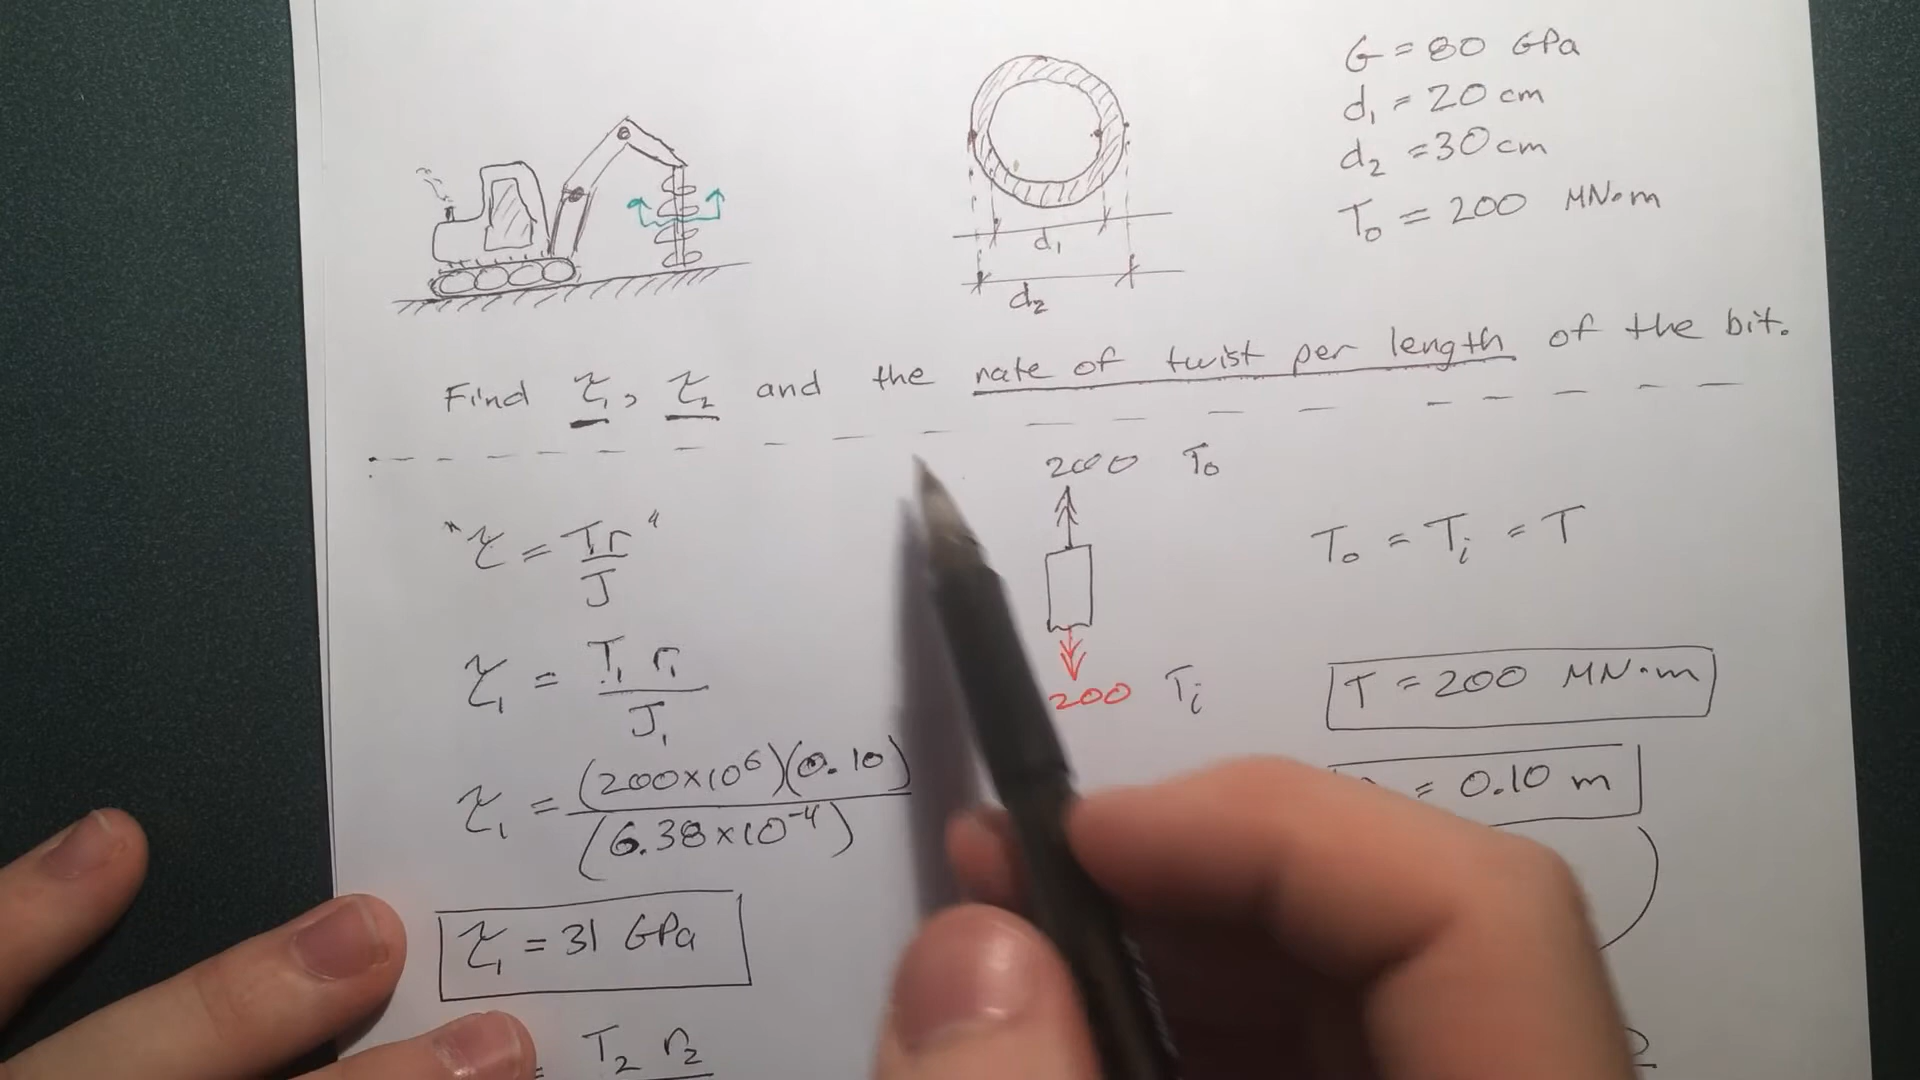 G = 80 GPa
d₁ = 20 cm
d₂ = 30 cm
T₀ = 200 MN·m
d₁
d₂
Find τ₁, τ₂ and the rate of twist per length of the bit.
"τ = Tr/J"
τ₁ = T₁ r₁ / J₁
τ₁ = (200×10⁶)(0.10) / (6.38×10⁻⁴)
τ₁ = 31 GPa
T₂ r₂
200 T₀
200 Tᵢ
T₀ = Tᵢ = T
T = 200 MN·m
= 0.10 m